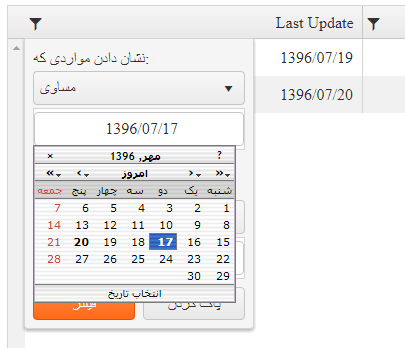 Last Update
نشان دادن مواردی که:
1396/07/19
مساوی
1396/07/20
1396/07/17
? مهر, 1396 ×
« ‹ امروز › »
شنبه یک دو سه چهار پنج جمعه
1 2 3 4 5 6 7
8 9 10 11 12 13 14
15 16 17 18 19 20 21
22 23 24 25 26 27 28
29 30
انتخاب تاریخ
پاک کردن فیلتر